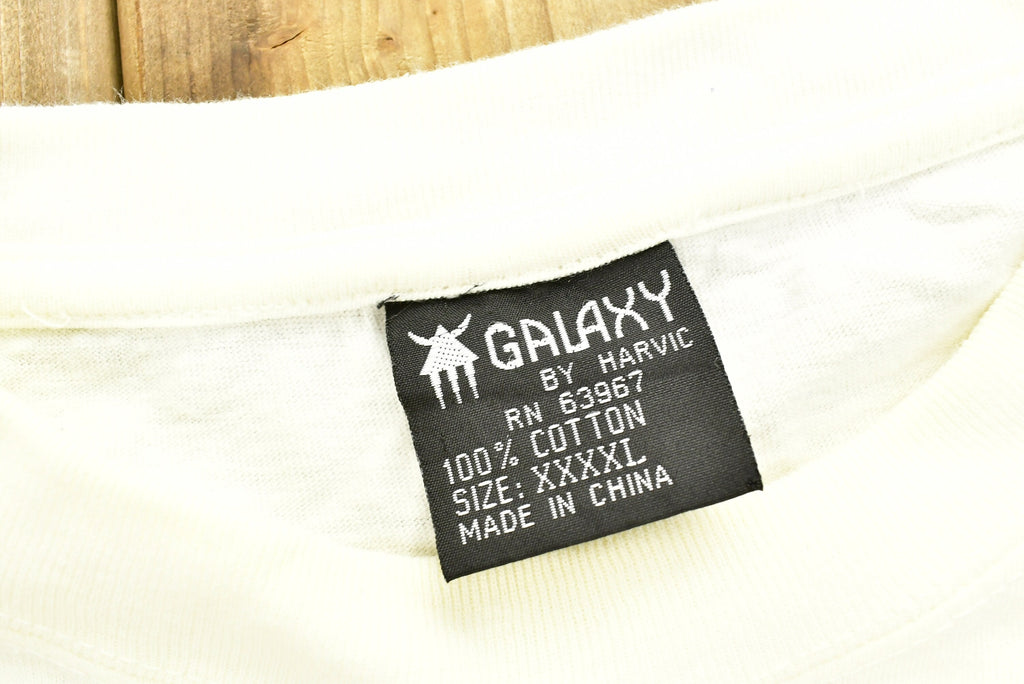 GALAXY
BY HARVIC
RN 63967
100% COTTON
SIZE: XXXXL
MADE IN CHINA